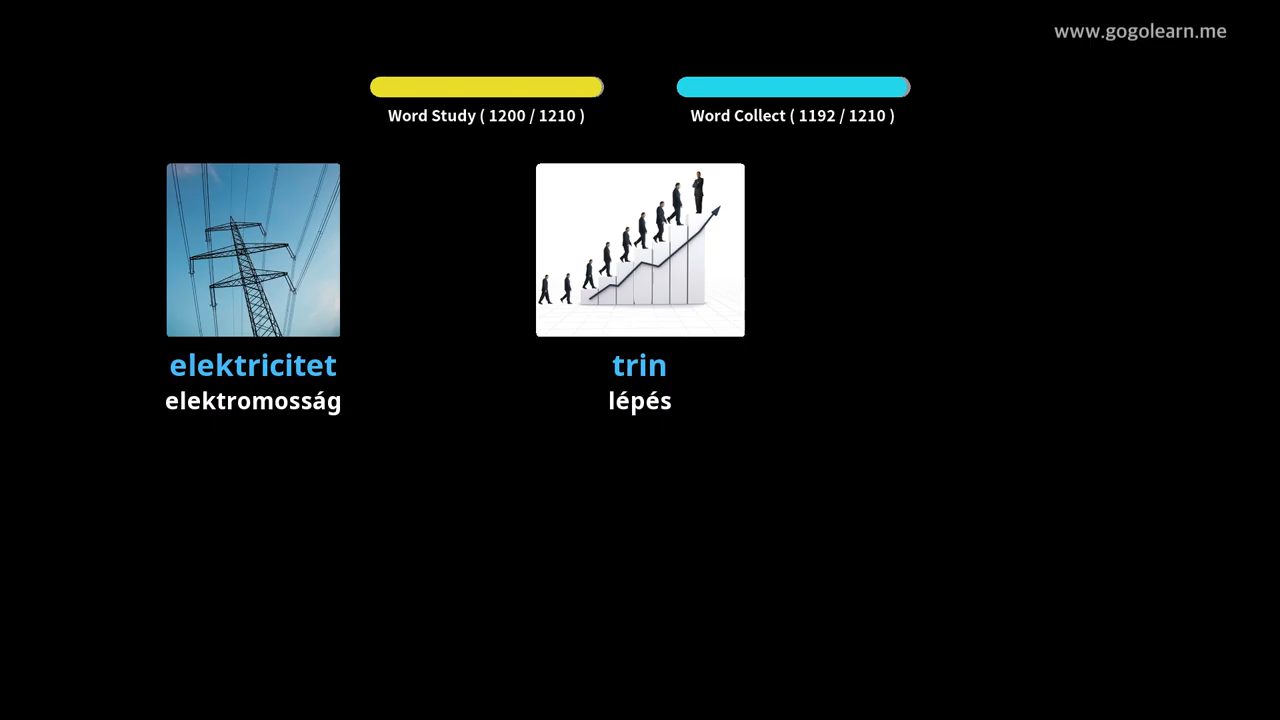 www.gogolearn.me
Word Study ( 1200 / 1210 )
Word Collect ( 1192 / 1210 )
elektricitet
elektromosság
trin
lépés